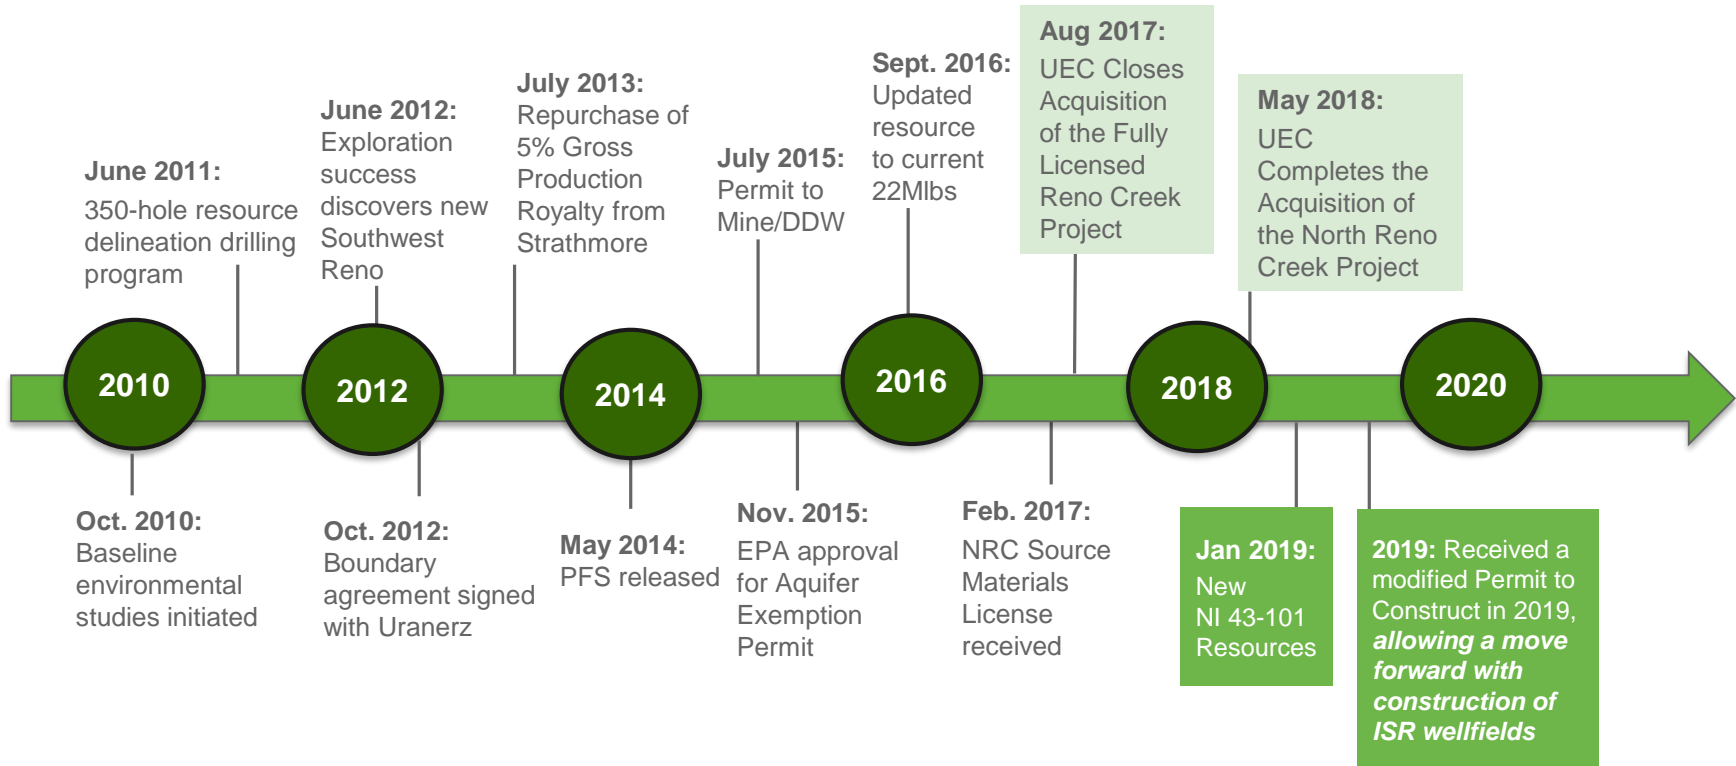 June 2011:
350-hole resource
delineation drilling
program
June 2012:
Exploration
success
discovers new
Southwest
Reno
July 2013:
Repurchase of
5% Gross
Production
Royalty from
Strathmore
July 2015:
Permit to
Mine/DDW
Sept. 2016:
Updated
resource
to current
22Mlbs
Aug 2017:
UEC Closes
Acquisition
of the Fully
Licensed
Reno Creek
Project
May 2018:
UEC
Completes the
Acquisition of
the North Reno
Creek Project
2010
2012
2014
2016
2018
2020
Oct. 2010:
Baseline
environmental
studies initiated
Oct. 2012:
Boundary
agreement signed
with Uranerz
May 2014:
PFS released
Nov. 2015:
EPA approval
for Aquifer
Exemption
Permit
Feb. 2017:
NRC Source
Materials
License
received
Jan 2019:
New
NI 43-101
Resources
2019: Received a
modified Permit to
Construct in 2019,
allowing a move
forward with
construction of
ISR wellfields